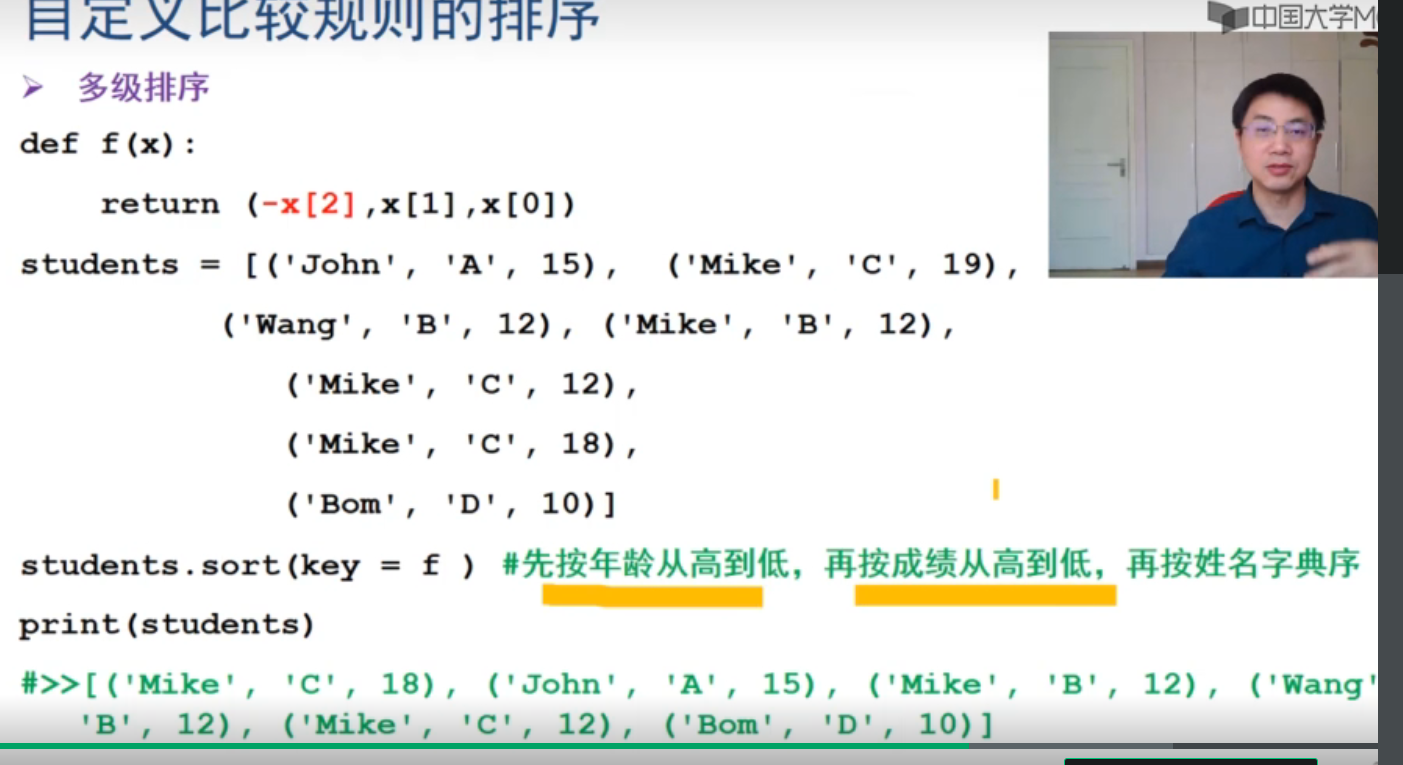 自定义比较规则的排序
中国大学M
➢ 多级排序
def f(x):
return (-x[2],x[1],x[0])
students = [('John', 'A', 15), ('Mike', 'C', 19),
('Wang', 'B', 12), ('Mike', 'B', 12),
('Mike', 'C', 12),
('Mike', 'C', 18),
('Bom', 'D', 10)]
students.sort(key = f ) #先按年龄从高到低，再按成绩从高到低，再按姓名字典序
print(students)
#>>[('Mike', 'C', 18), ('John', 'A', 15), ('Mike', 'B', 12), ('Wang'
'B', 12), ('Mike', 'C', 12), ('Bom', 'D', 10)]